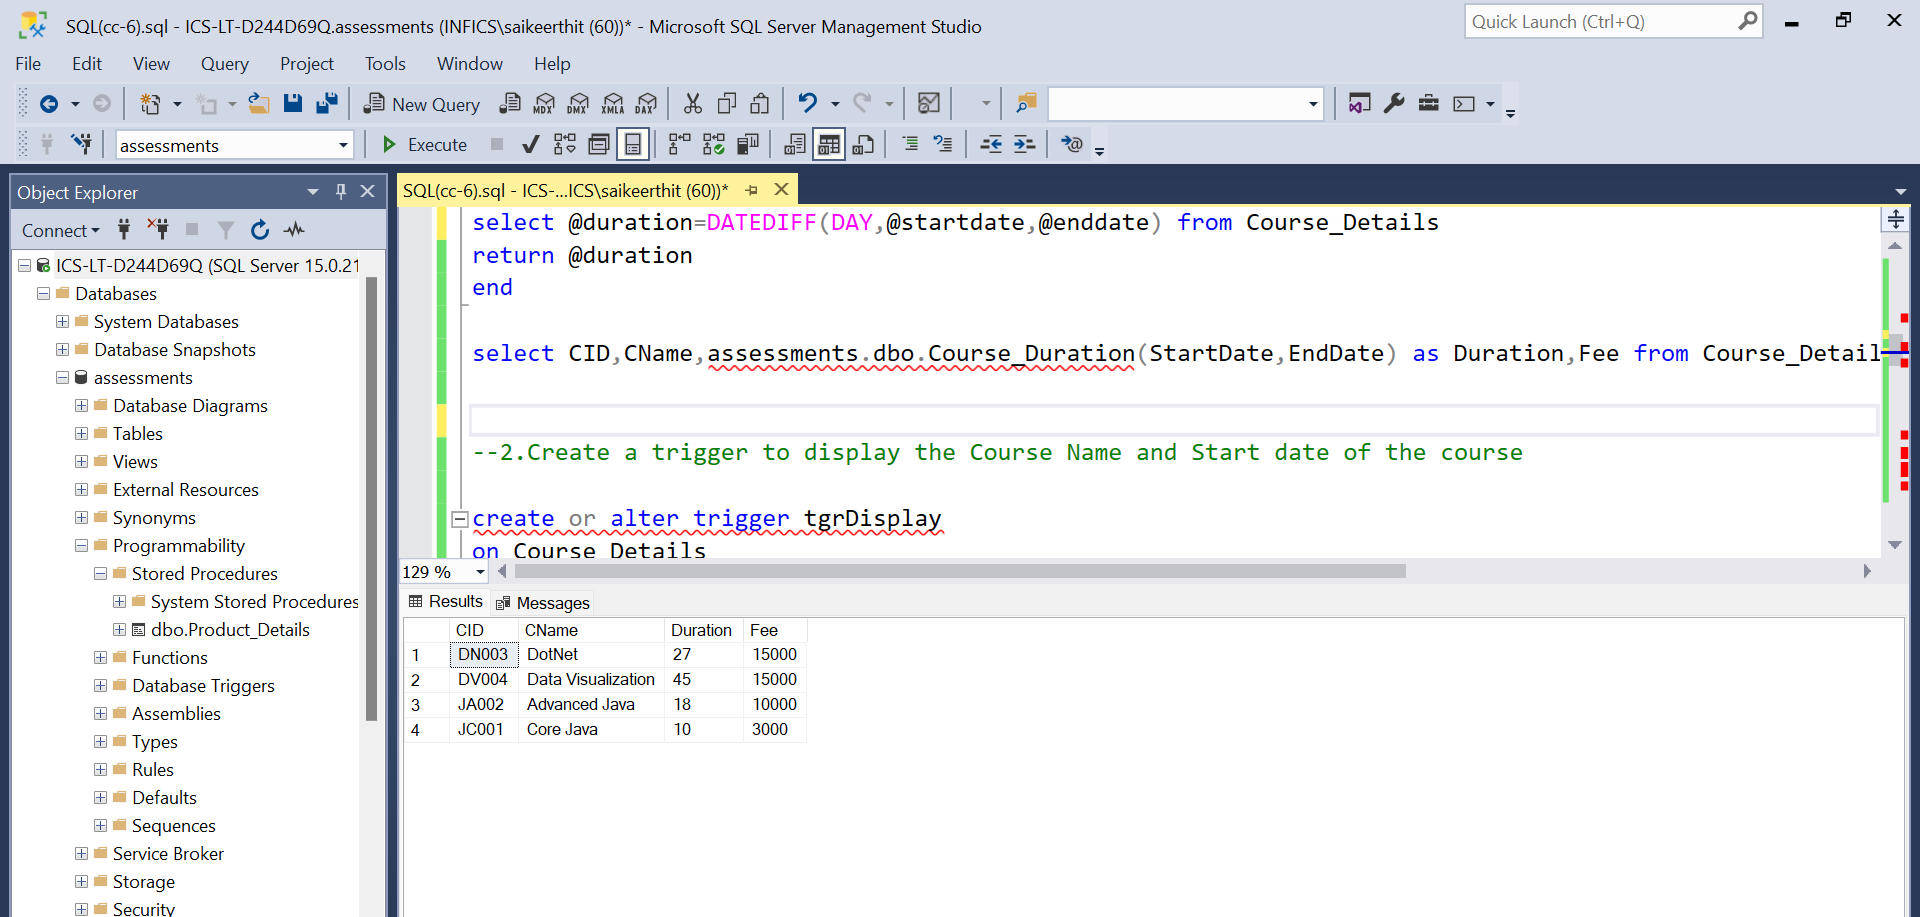 SQL(cc-6).sql - ICS-LT-D244D69Q.assessments (INFICS\saikeerthit (60))* - Microsoft SQL Server Management Studio
Quick Launch (Ctrl+Q)
File Edit View Query Project Tools Window Help
New Query MDX DMX XMLA DAX
assessments Execute
Object Explorer
SQL(cc-6).sql - ICS-...ICS\saikeerthit (60))*
Connect
ICS-LT-D244D69Q (SQL Server 15.0.21
Databases
System Databases
Database Snapshots
assessments
Database Diagrams
Tables
Views
External Resources
Synonyms
Programmability
Stored Procedures
System Stored Procedures
dbo.Product_Details
Functions
Database Triggers
Assemblies
Types
Rules
Defaults
Sequences
Service Broker
Storage
Security
select @duration=DATEDIFF(DAY,@startdate,@enddate) from Course_Details
return @duration
end
select CID,CName,assessments.dbo.Course_Duration(StartDate,EndDate) as Duration,Fee from Course_Detail
--2.Create a trigger to display the Course Name and Start date of the course
create or alter trigger tgrDisplay
on Course_Details
129 %
Results Messages
CID CName Duration Fee
1 DN003 DotNet 27 15000
2 DV004 Data Visualization 45 15000
3 JA002 Advanced Java 18 10000
4 JC001 Core Java 10 3000